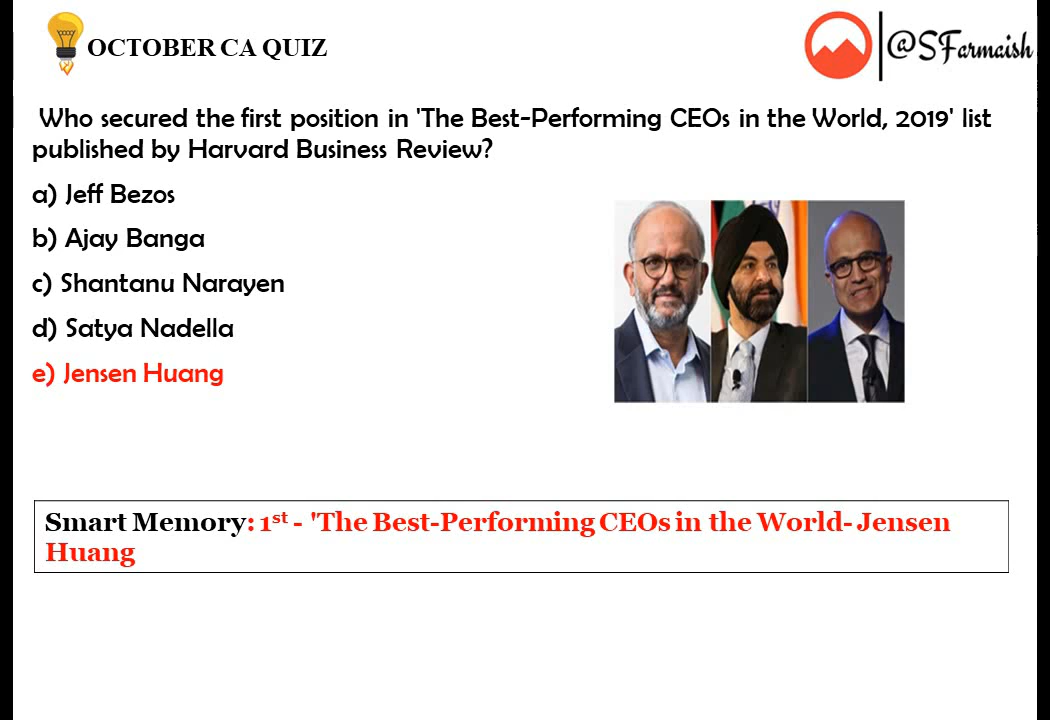 OCTOBER CA QUIZ
@SFarmaish
Who secured the first position in 'The Best-Performing CEOs in the World, 2019' list
published by Harvard Business Review?
a) Jeff Bezos
b) Ajay Banga
c) Shantanu Narayen
d) Satya Nadella
e) Jensen Huang
Smart Memory: 1st - 'The Best-Performing CEOs in the World- Jensen
Huang